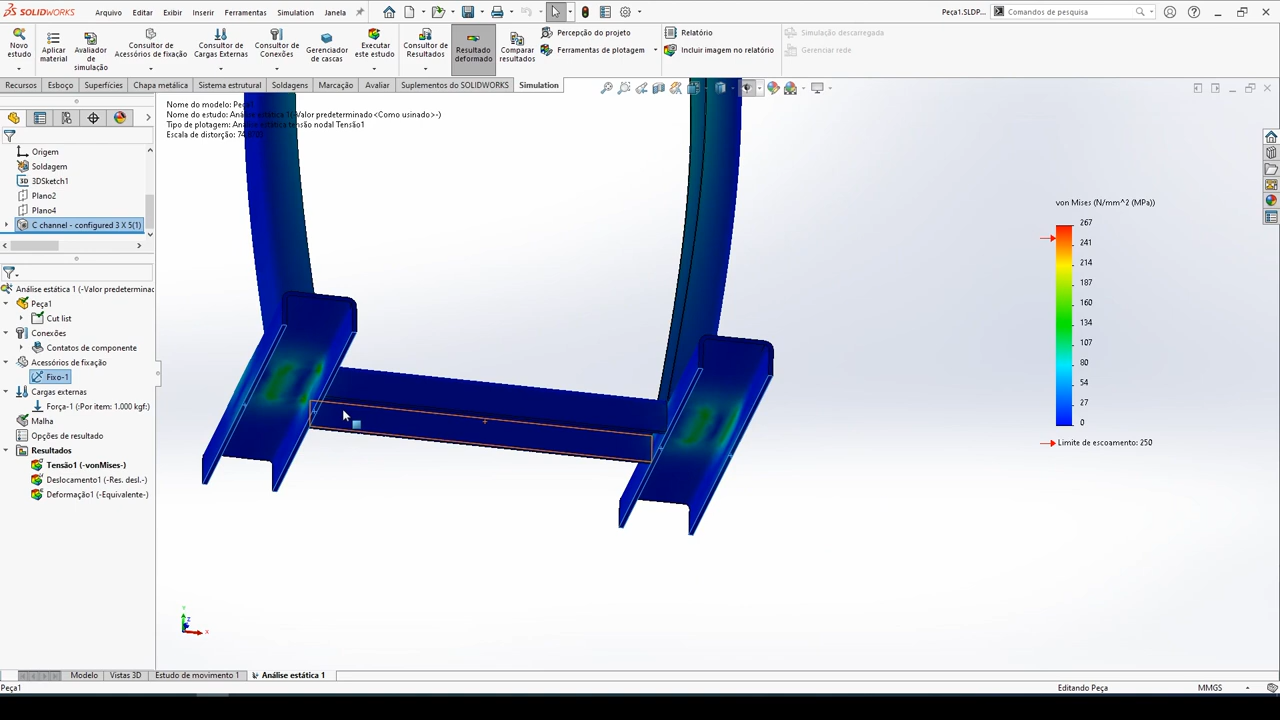 SOLIDWORKS Arquivo Editar Exibir Inserir Ferramentas Simulation Janela Peça1.SLDP... Comandos de pesquisa
Novo estudo
Aplicar material
Avaliador de simulação
Consultor de Acessórios de fixação
Consultor de Cargas Externas
Consultor de Conexões
Gerenciador de cascas
Executar este estudo
Consultor de Resultados
Resultado deformado
Comparar resultados
Percepção do projeto
Ferramentas de plotagem
Relatório
Incluir imagem no relatório
Simulação descarregada
Gerenciar rede
Recursos Esboço Superfícies Chapa metálica Sistema estrutural Soldagens Marcação Avaliar Suplementos do SOLIDWORKS Simulation
Nome do modelo: Peça1
Nome do estudo: Análise estática 1(-Valor predeterminado<Como usinado>-)
Tipo de plotagem: Análise estática tensão nodal Tensão1
Escala de distorção:
Origem
Soldagem
3DSketch1
Plano2
Plano4
C channel - configured 3 X 5(1)
Análise estática 1 (-Valor predeterminac
Peça1
Cut list
Conexões
Contatos de componente
Acessórios de fixação
Fixo-1
Cargas externas
Força-1 (:Por item: 1.000 kgf:)
Malha
Opções de resultado
Resultados
Tensão1 (-vonMises-)
Deslocamento1 (-Res. desl.-)
Deformação1 (-Equivalente-)
von Mises (N/mm^2 (MPa))
267
241
214
187
160
134
107
80
53
27
0
Limite de escoamento: 250
Y
Z
X
Modelo Vistas 3D Estudo de movimento 1 Análise estática 1
Peça1 Editando Peça MMGS